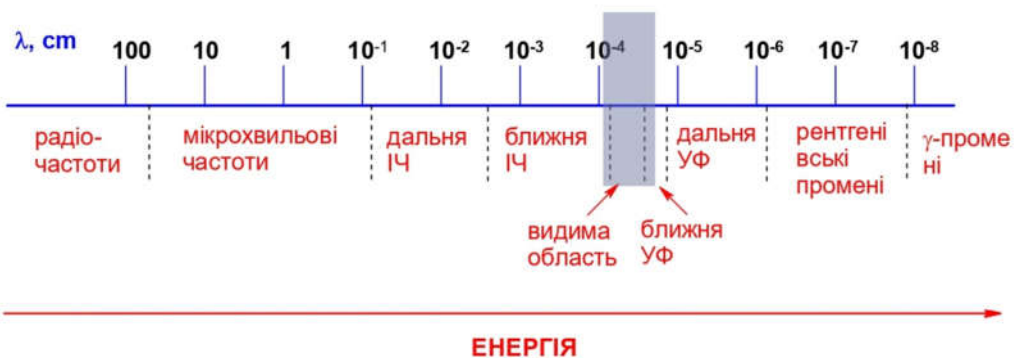 λ, cm
100 10 1 10⁻¹ 10⁻² 10⁻³ 10⁻⁴ 10⁻⁵ 10⁻⁶ 10⁻⁷ 10⁻⁸
радіо-
частоти
мікрохвильові
частоти
дальня
ІЧ
ближня
ІЧ
дальня
УФ
рентгені
вські
промені
γ-проме
ні
видима
область
ближня
УФ
ЕНЕРГІЯ